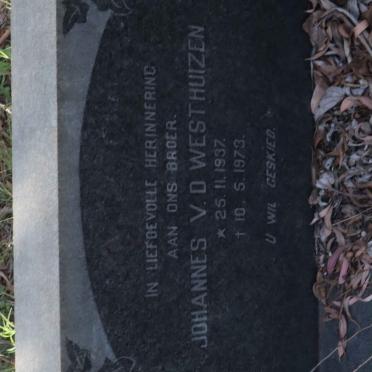 IN LIEFDEVOLLE HERINNERING
AAN ONS BROER.
JOHANNES V. D WESTHUIZEN
* 25. 11. 1937.
† 10. 5. 1973.
U WIL GESKIED.